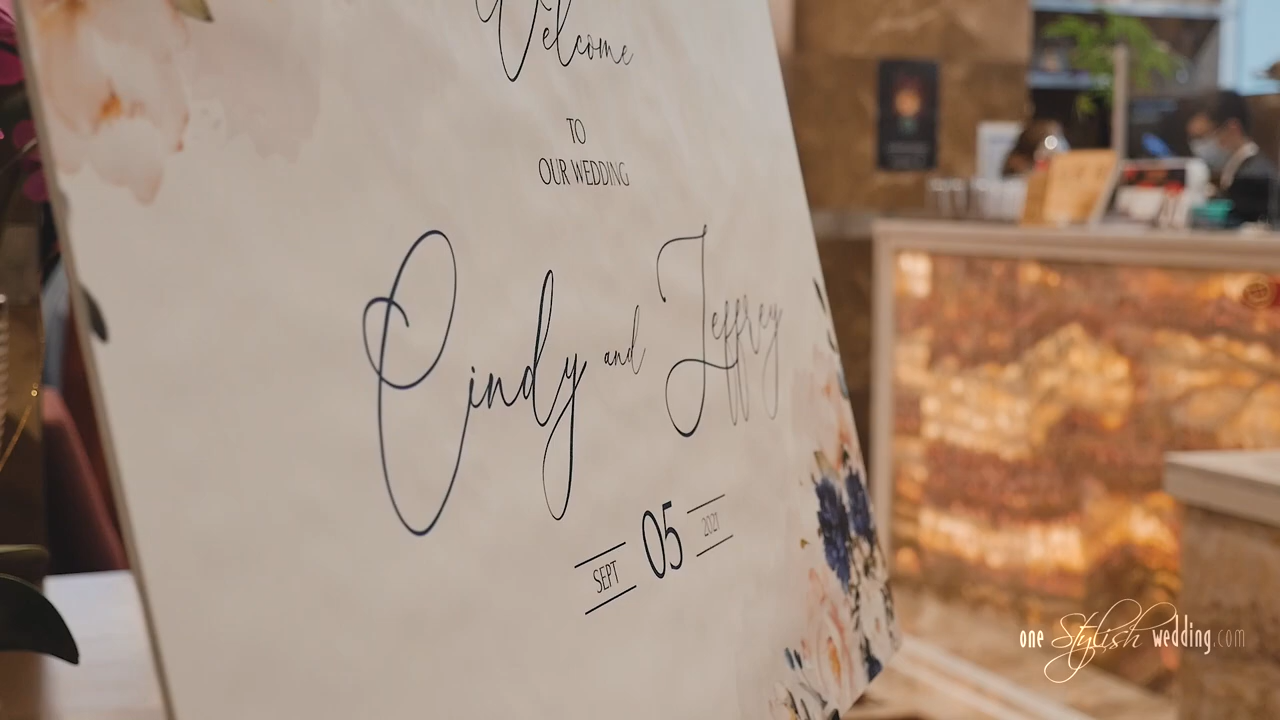 Welcome
TO
OUR WEDDING
Cindy and Jeffrey
SEPT 05 2021
one Stylish wedding.com